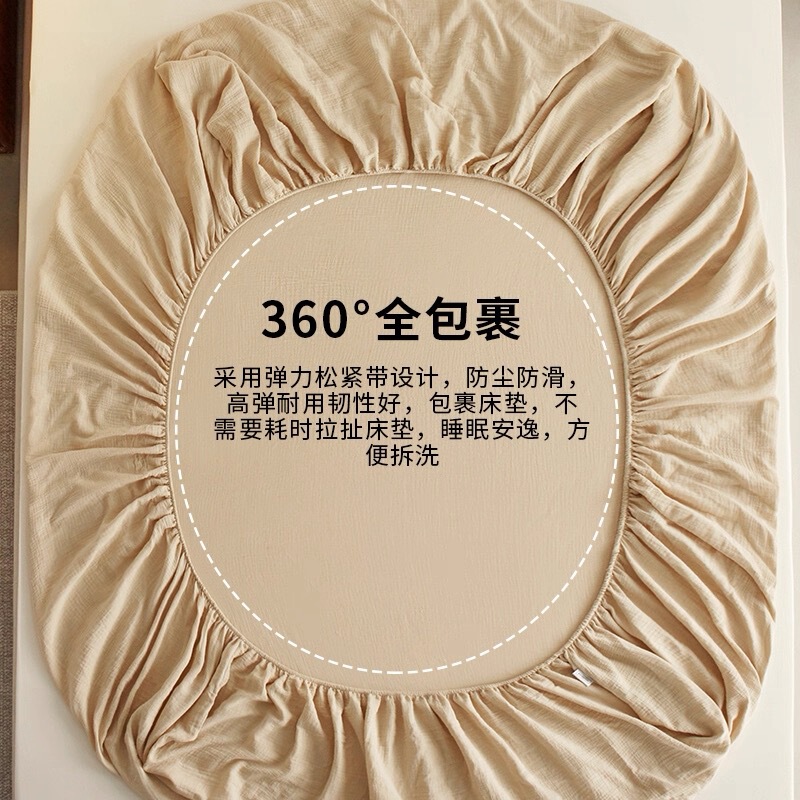 360°全包裹
采用弹力松紧带设计，防尘防滑，
高弹耐用韧性好，包裹床垫，不
需要耗时拉扯床垫，睡眠安逸，方
便拆洗